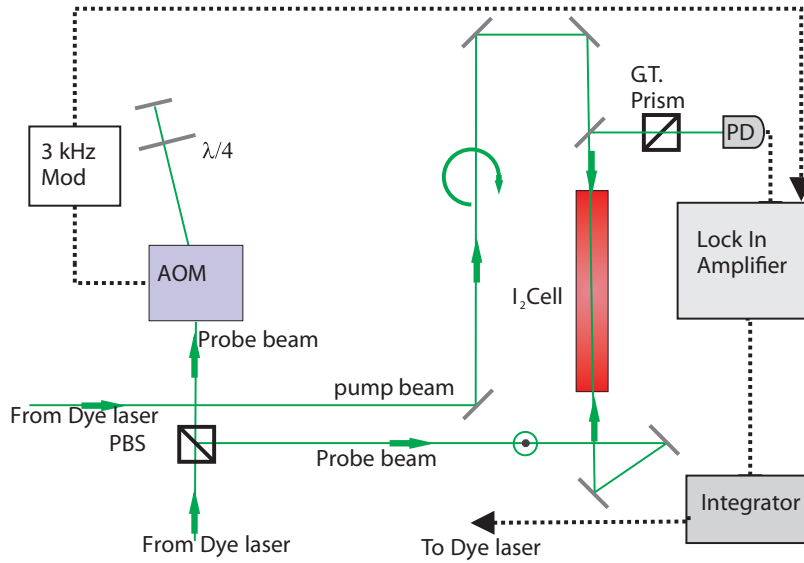 G.T.
Prism
PD
3 kHz
Mod
λ/4
Lock In
Amplifier
AOM
I₂Cell
Probe beam
pump beam
From Dye laser
PBS
Probe beam
Integrator
From Dye laser
To Dye laser